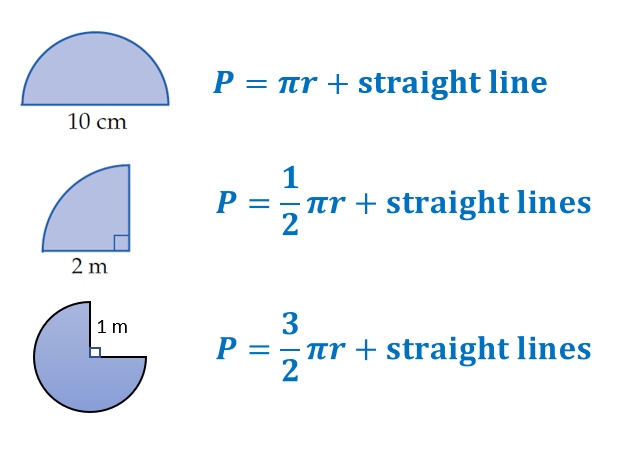 P = πr + straight line
10 cm
P = 1/2 πr + straight lines
2 m
1 m
P = 3/2 πr + straight lines